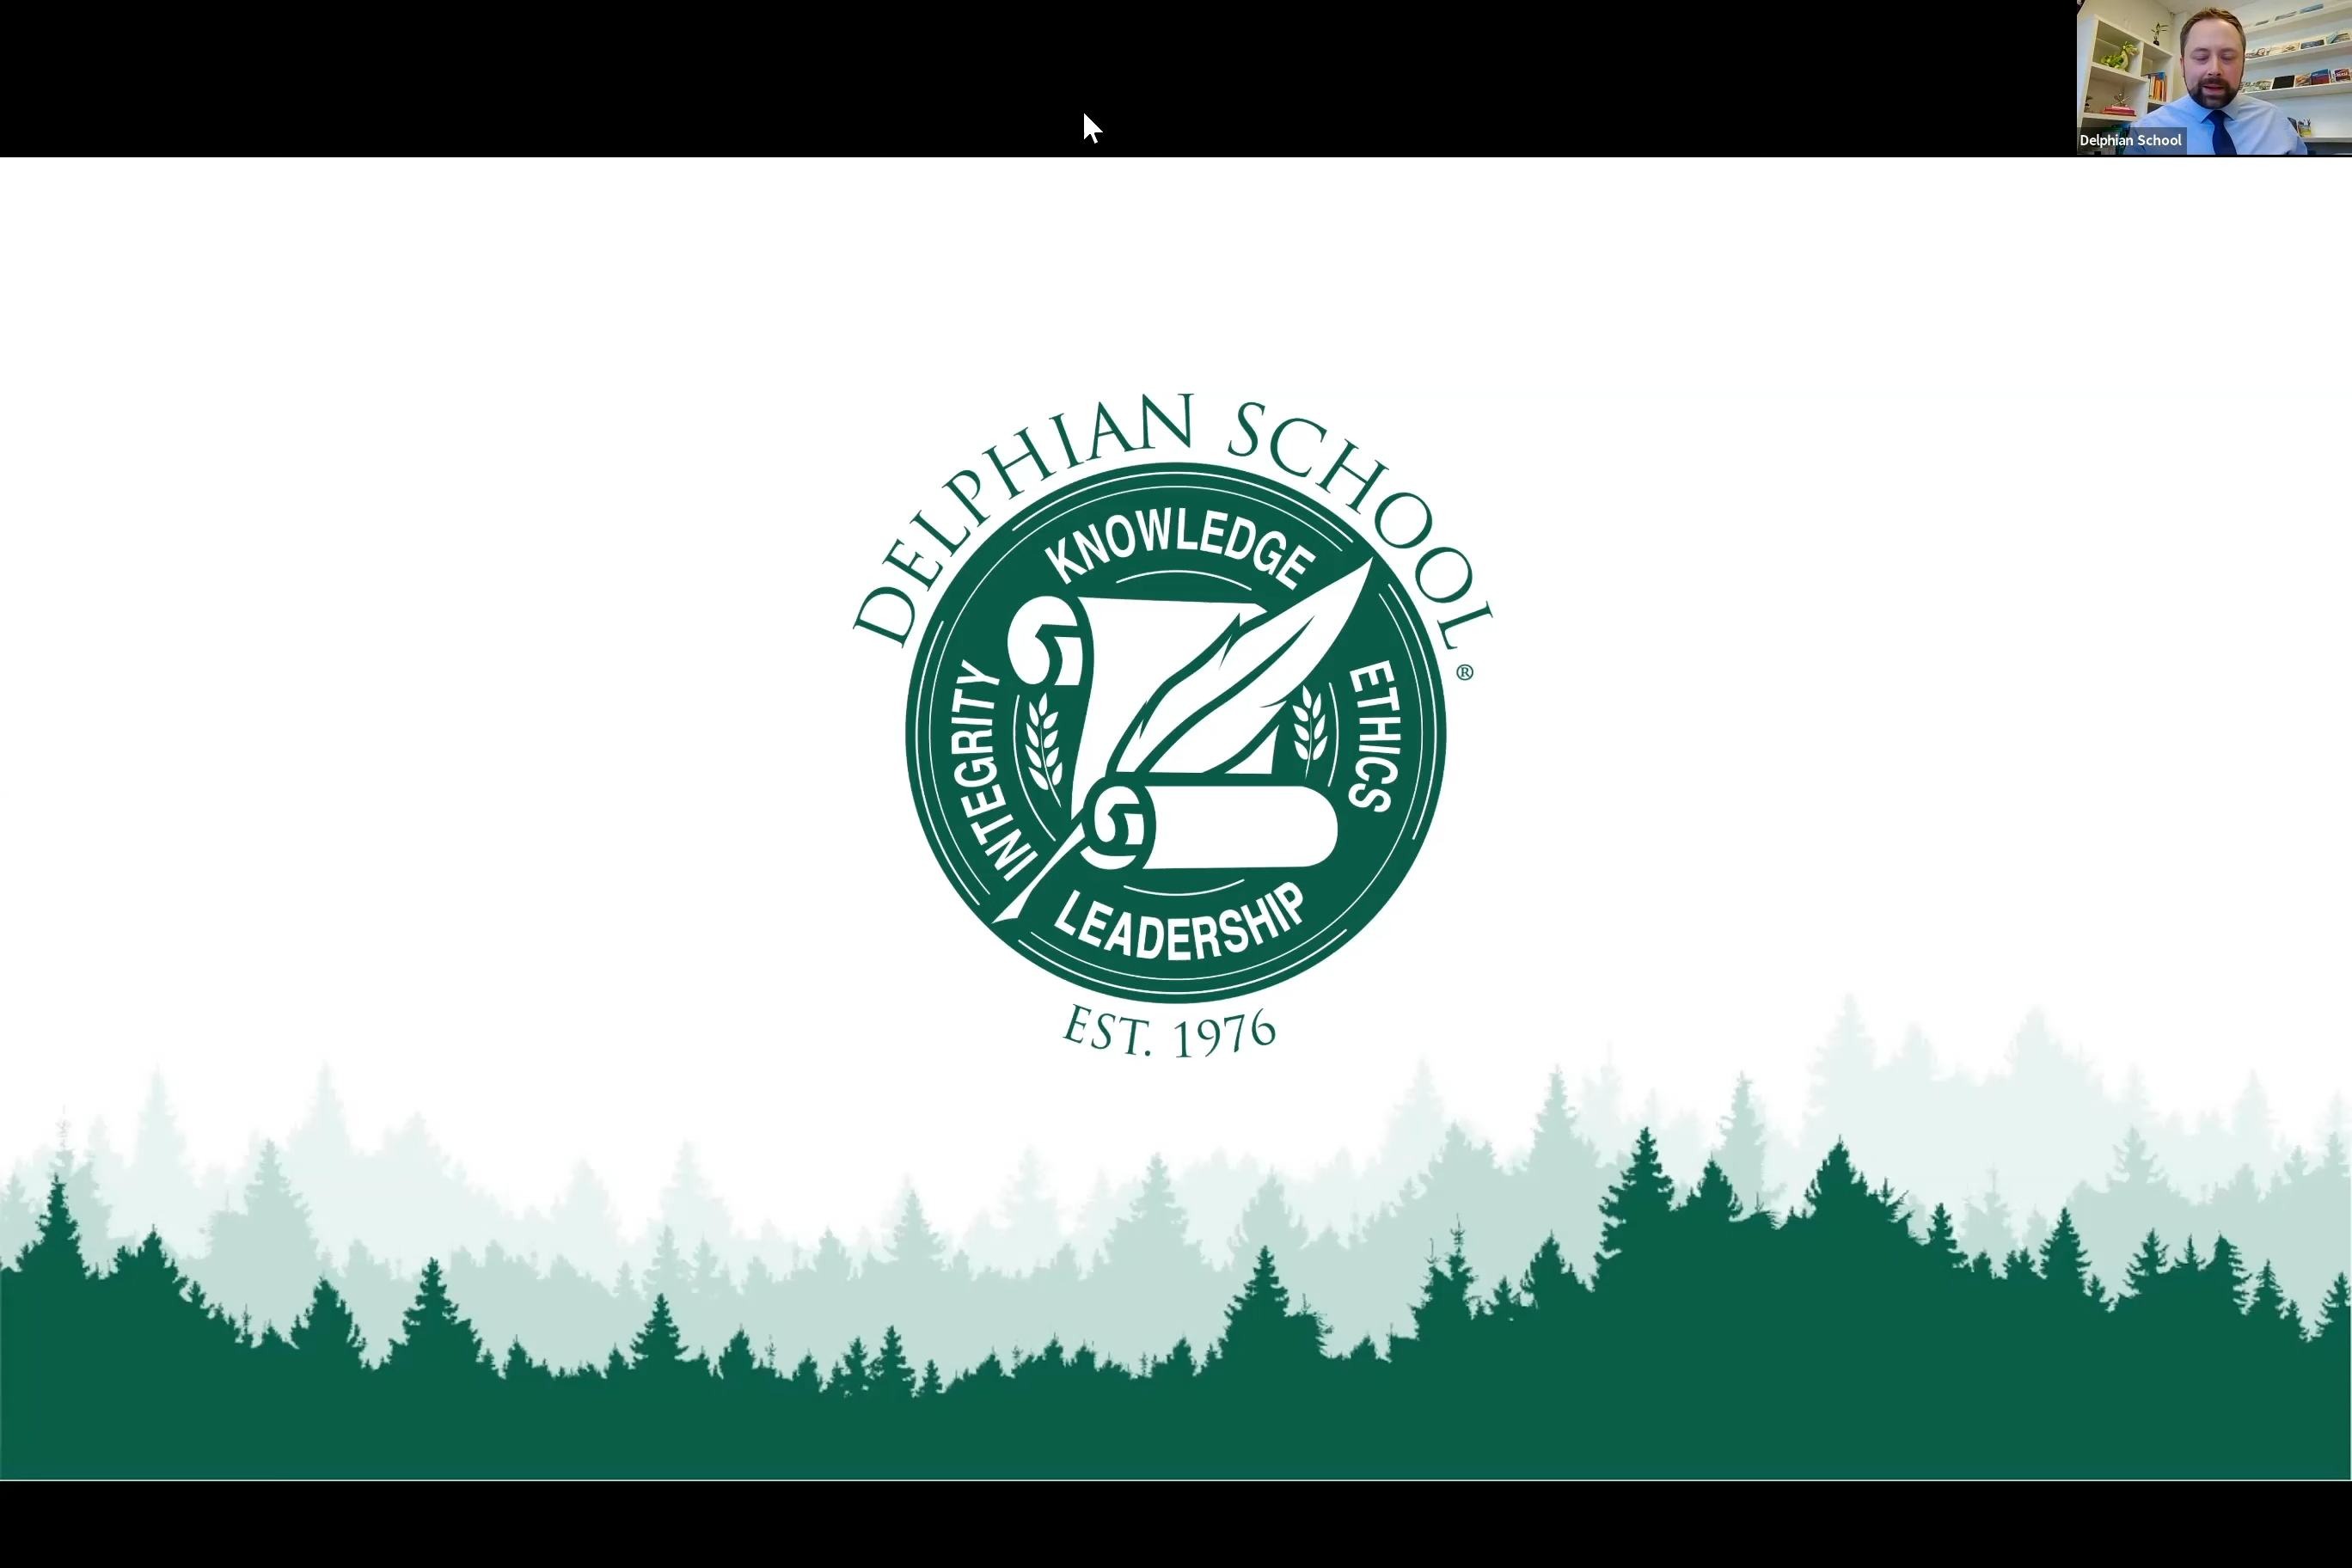 Delphian School
DELPHIAN SCHOOL®
KNOWLEDGE
INTEGRITY
ETHICS
LEADERSHIP
EST. 1976